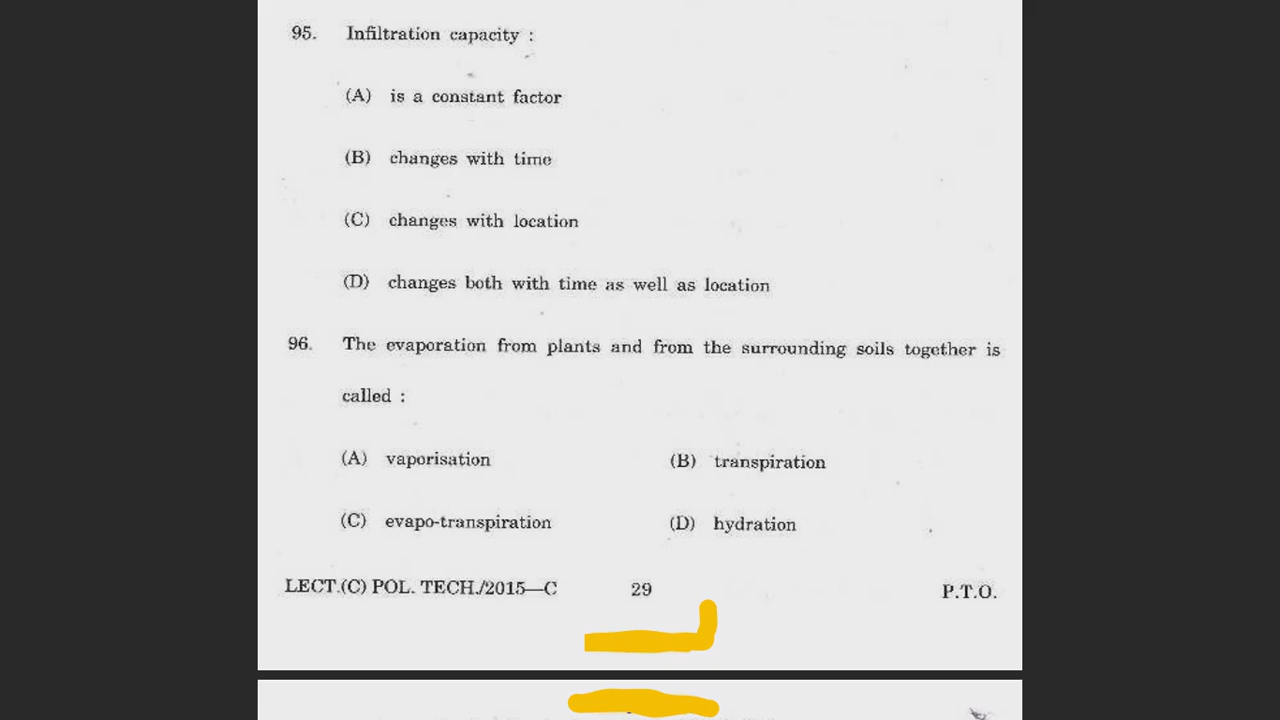 95. Infiltration capacity :
(A) is a constant factor
(B) changes with time
(C) changes with location
(D) changes both with time as well as location
96. The evaporation from plants and from the surrounding soils together is
called :
(A) vaporisation (B) transpiration
(C) evapo-transpiration (D) hydration
LECT.(C) POL. TECH./2015—C 29 P.T.O.